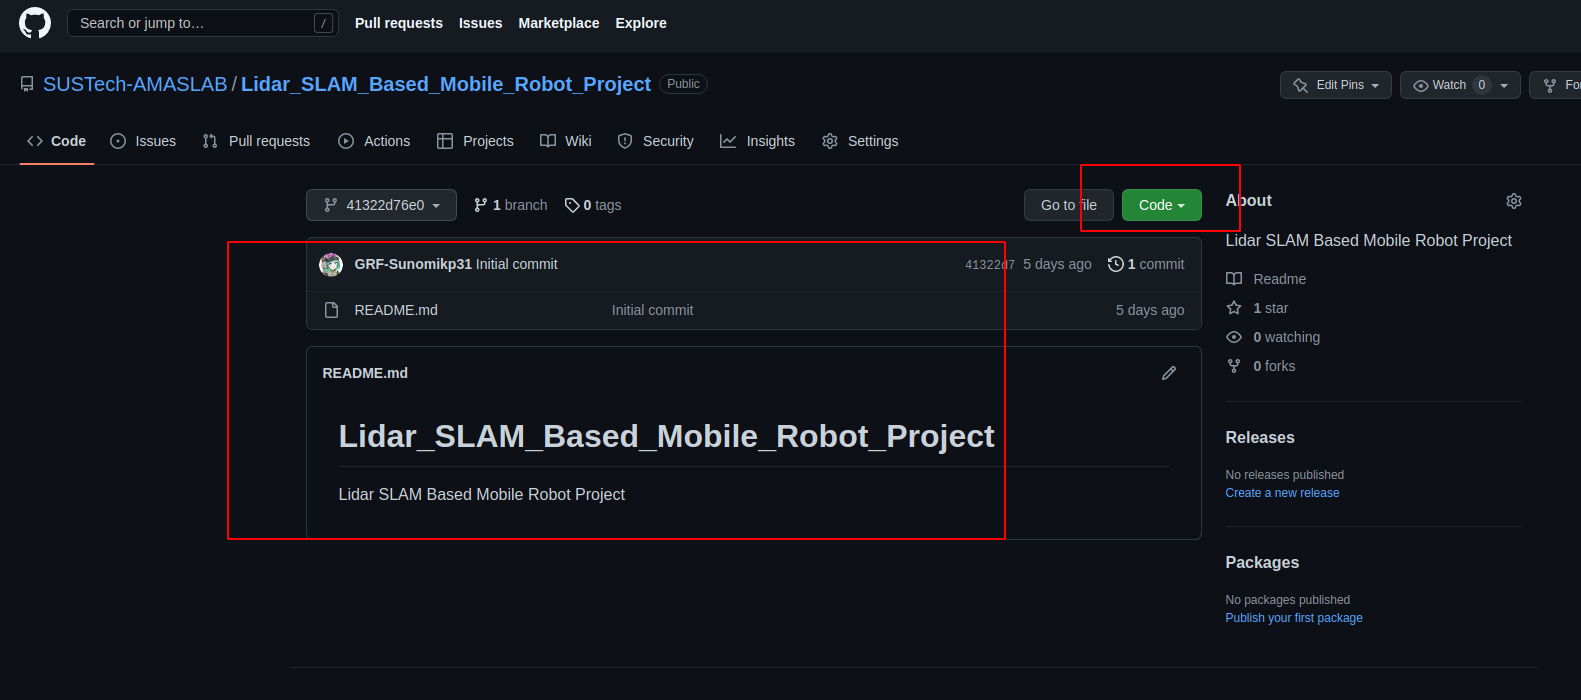 Search or jump to…
/
Pull requests Issues Marketplace Explore
SUSTech-AMASLAB / Lidar_SLAM_Based_Mobile_Robot_Project Public
Edit Pins Watch 0
Code Issues Pull requests Actions Projects Wiki Security Insights Settings
41322d76e0 1 branch 0 tags
Go to file Code
GRF-Sunomikp31 Initial commit 41322d7 5 days ago 1 commit
README.md Initial commit 5 days ago
README.md
Lidar_SLAM_Based_Mobile_Robot_Project
Lidar SLAM Based Mobile Robot Project
About
Lidar SLAM Based Mobile Robot Project
Readme
1 star
0 watching
0 forks
Releases
No releases published
Create a new release
Packages
No packages published
Publish your first package